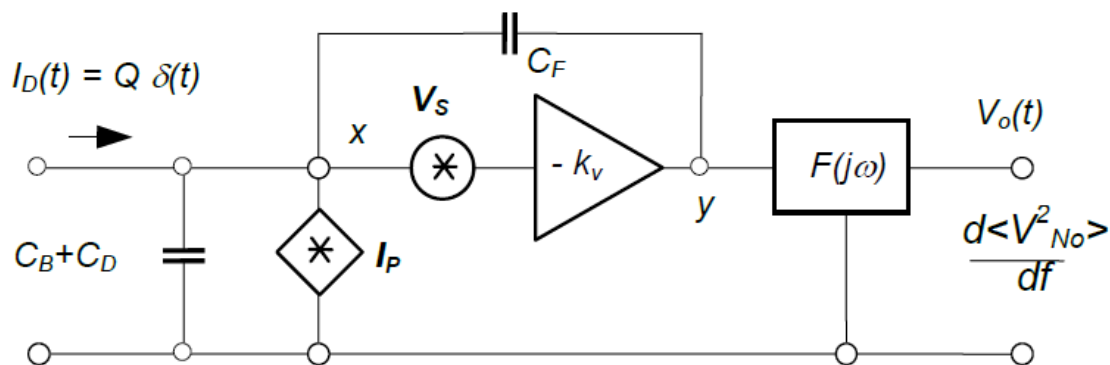 I_D(t) = Q δ(t)
C_F
V_S
x
- k_v
y
F(jω)
V_o(t)
C_B+C_D
I_P
d<V²_No>
df